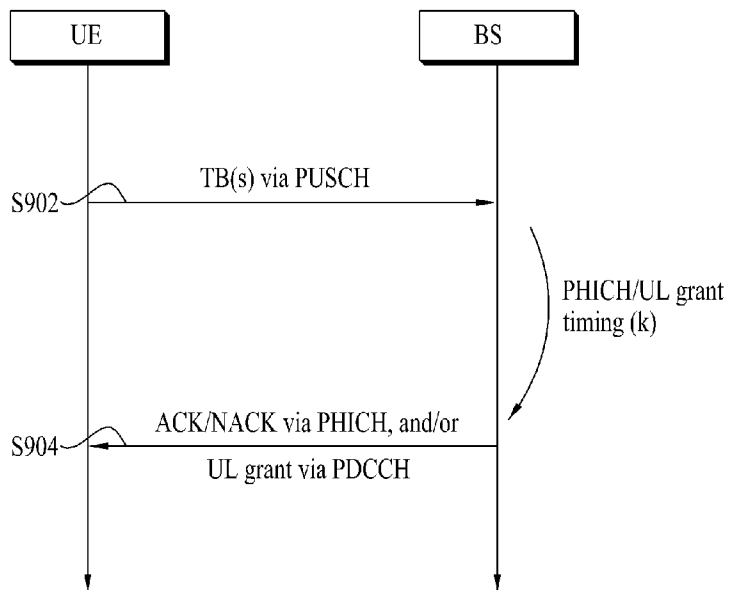 UE
BS
TB(s) via PUSCH
S902
PHICH/UL grant
timing (k)
ACK/NACK via PHICH, and/or
S904
UL grant via PDCCH